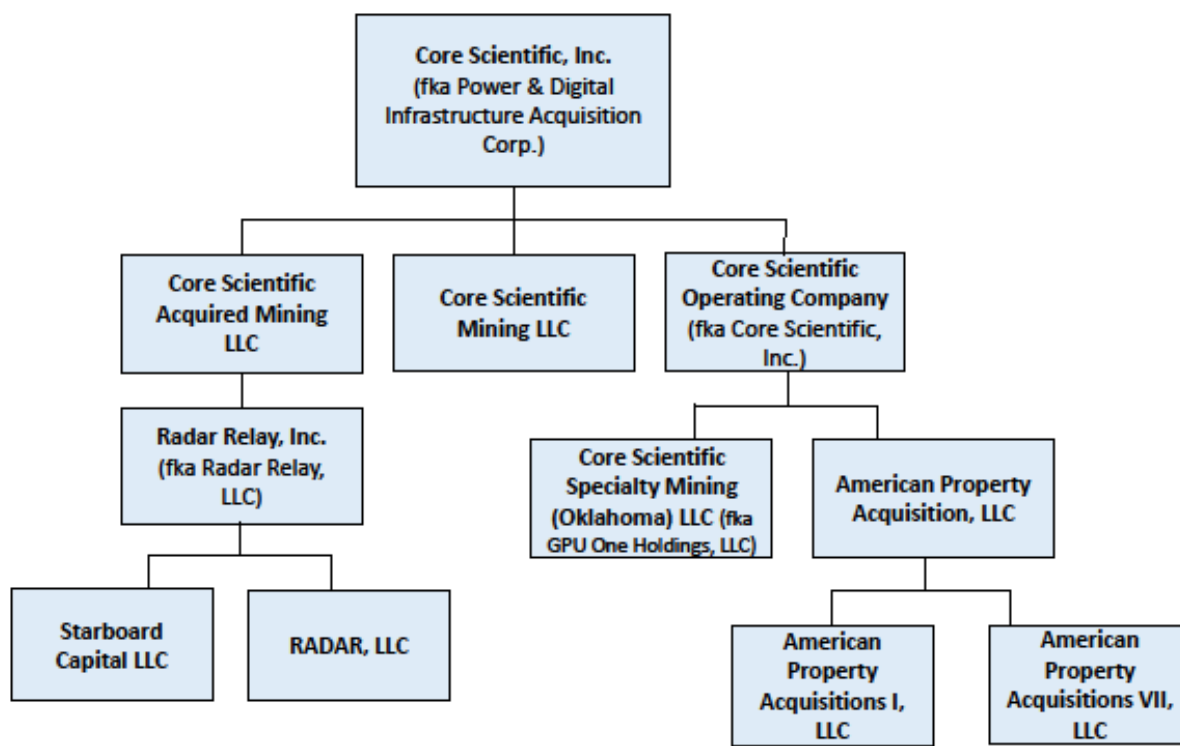 Core Scientific, Inc.
(fka Power & Digital
Infrastructure Acquisition
Corp.)
Core Scientific
Acquired Mining
LLC
Core Scientific
Mining LLC
Core Scientific
Operating Company
(fka Core Scientific,
Inc.)
Radar Relay, Inc.
(fka Radar Relay,
LLC)
Core Scientific
Specialty Mining
(Oklahoma) LLC (fka
GPU One Holdings, LLC)
American Property
Acquisition, LLC
Starboard
Capital LLC
RADAR, LLC
American
Property
Acquisitions I,
LLC
American
Property
Acquisitions VII,
LLC